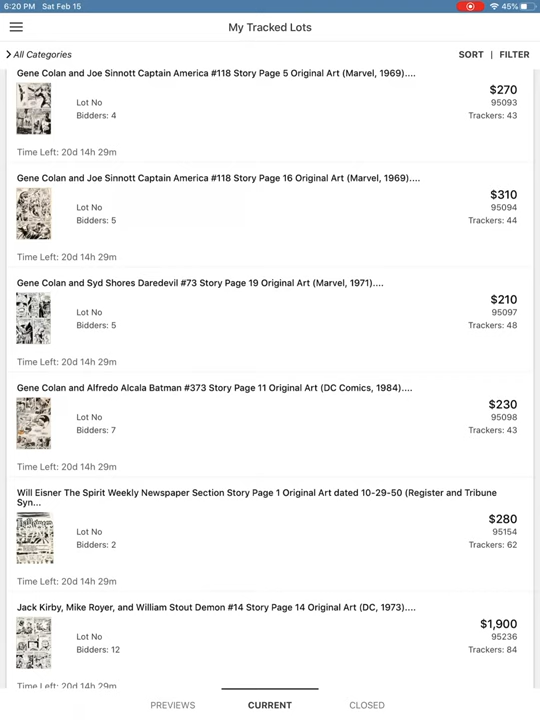 6:20 PM Sat Feb 15 45%
My Tracked Lots
All Categories SORT | FILTER
Gene Colan and Joe Sinnott Captain America #118 Story Page 5 Original Art (Marvel, 1969)....
$270
Lot No 95093
Bidders: 4 Trackers: 43
Time Left: 20d 14h 29m
Gene Colan and Joe Sinnott Captain America #118 Story Page 16 Original Art (Marvel, 1969)....
$310
Lot No 95094
Bidders: 5 Trackers: 44
Time Left: 20d 14h 29m
Gene Colan and Syd Shores Daredevil #73 Story Page 19 Original Art (Marvel, 1971)....
$210
Lot No 95097
Bidders: 5 Trackers: 48
Time Left: 20d 14h 29m
Gene Colan and Alfredo Alcala Batman #373 Story Page 11 Original Art (DC Comics, 1984)....
$230
Lot No 95098
Bidders: 7 Trackers: 43
Time Left: 20d 14h 29m
Will Eisner The Spirit Weekly Newspaper Section Story Page 1 Original Art dated 10-29-50 (Register and Tribune
Syn...
$280
Lot No 95154
Bidders: 2 Trackers: 62
Time Left: 20d 14h 29m
Jack Kirby, Mike Royer, and William Stout Demon #14 Story Page 14 Original Art (DC, 1973)....
$1,900
Lot No 95236
Bidders: 12 Trackers: 84
Time Left: 20d 14h 29m
PREVIEWS CURRENT CLOSED